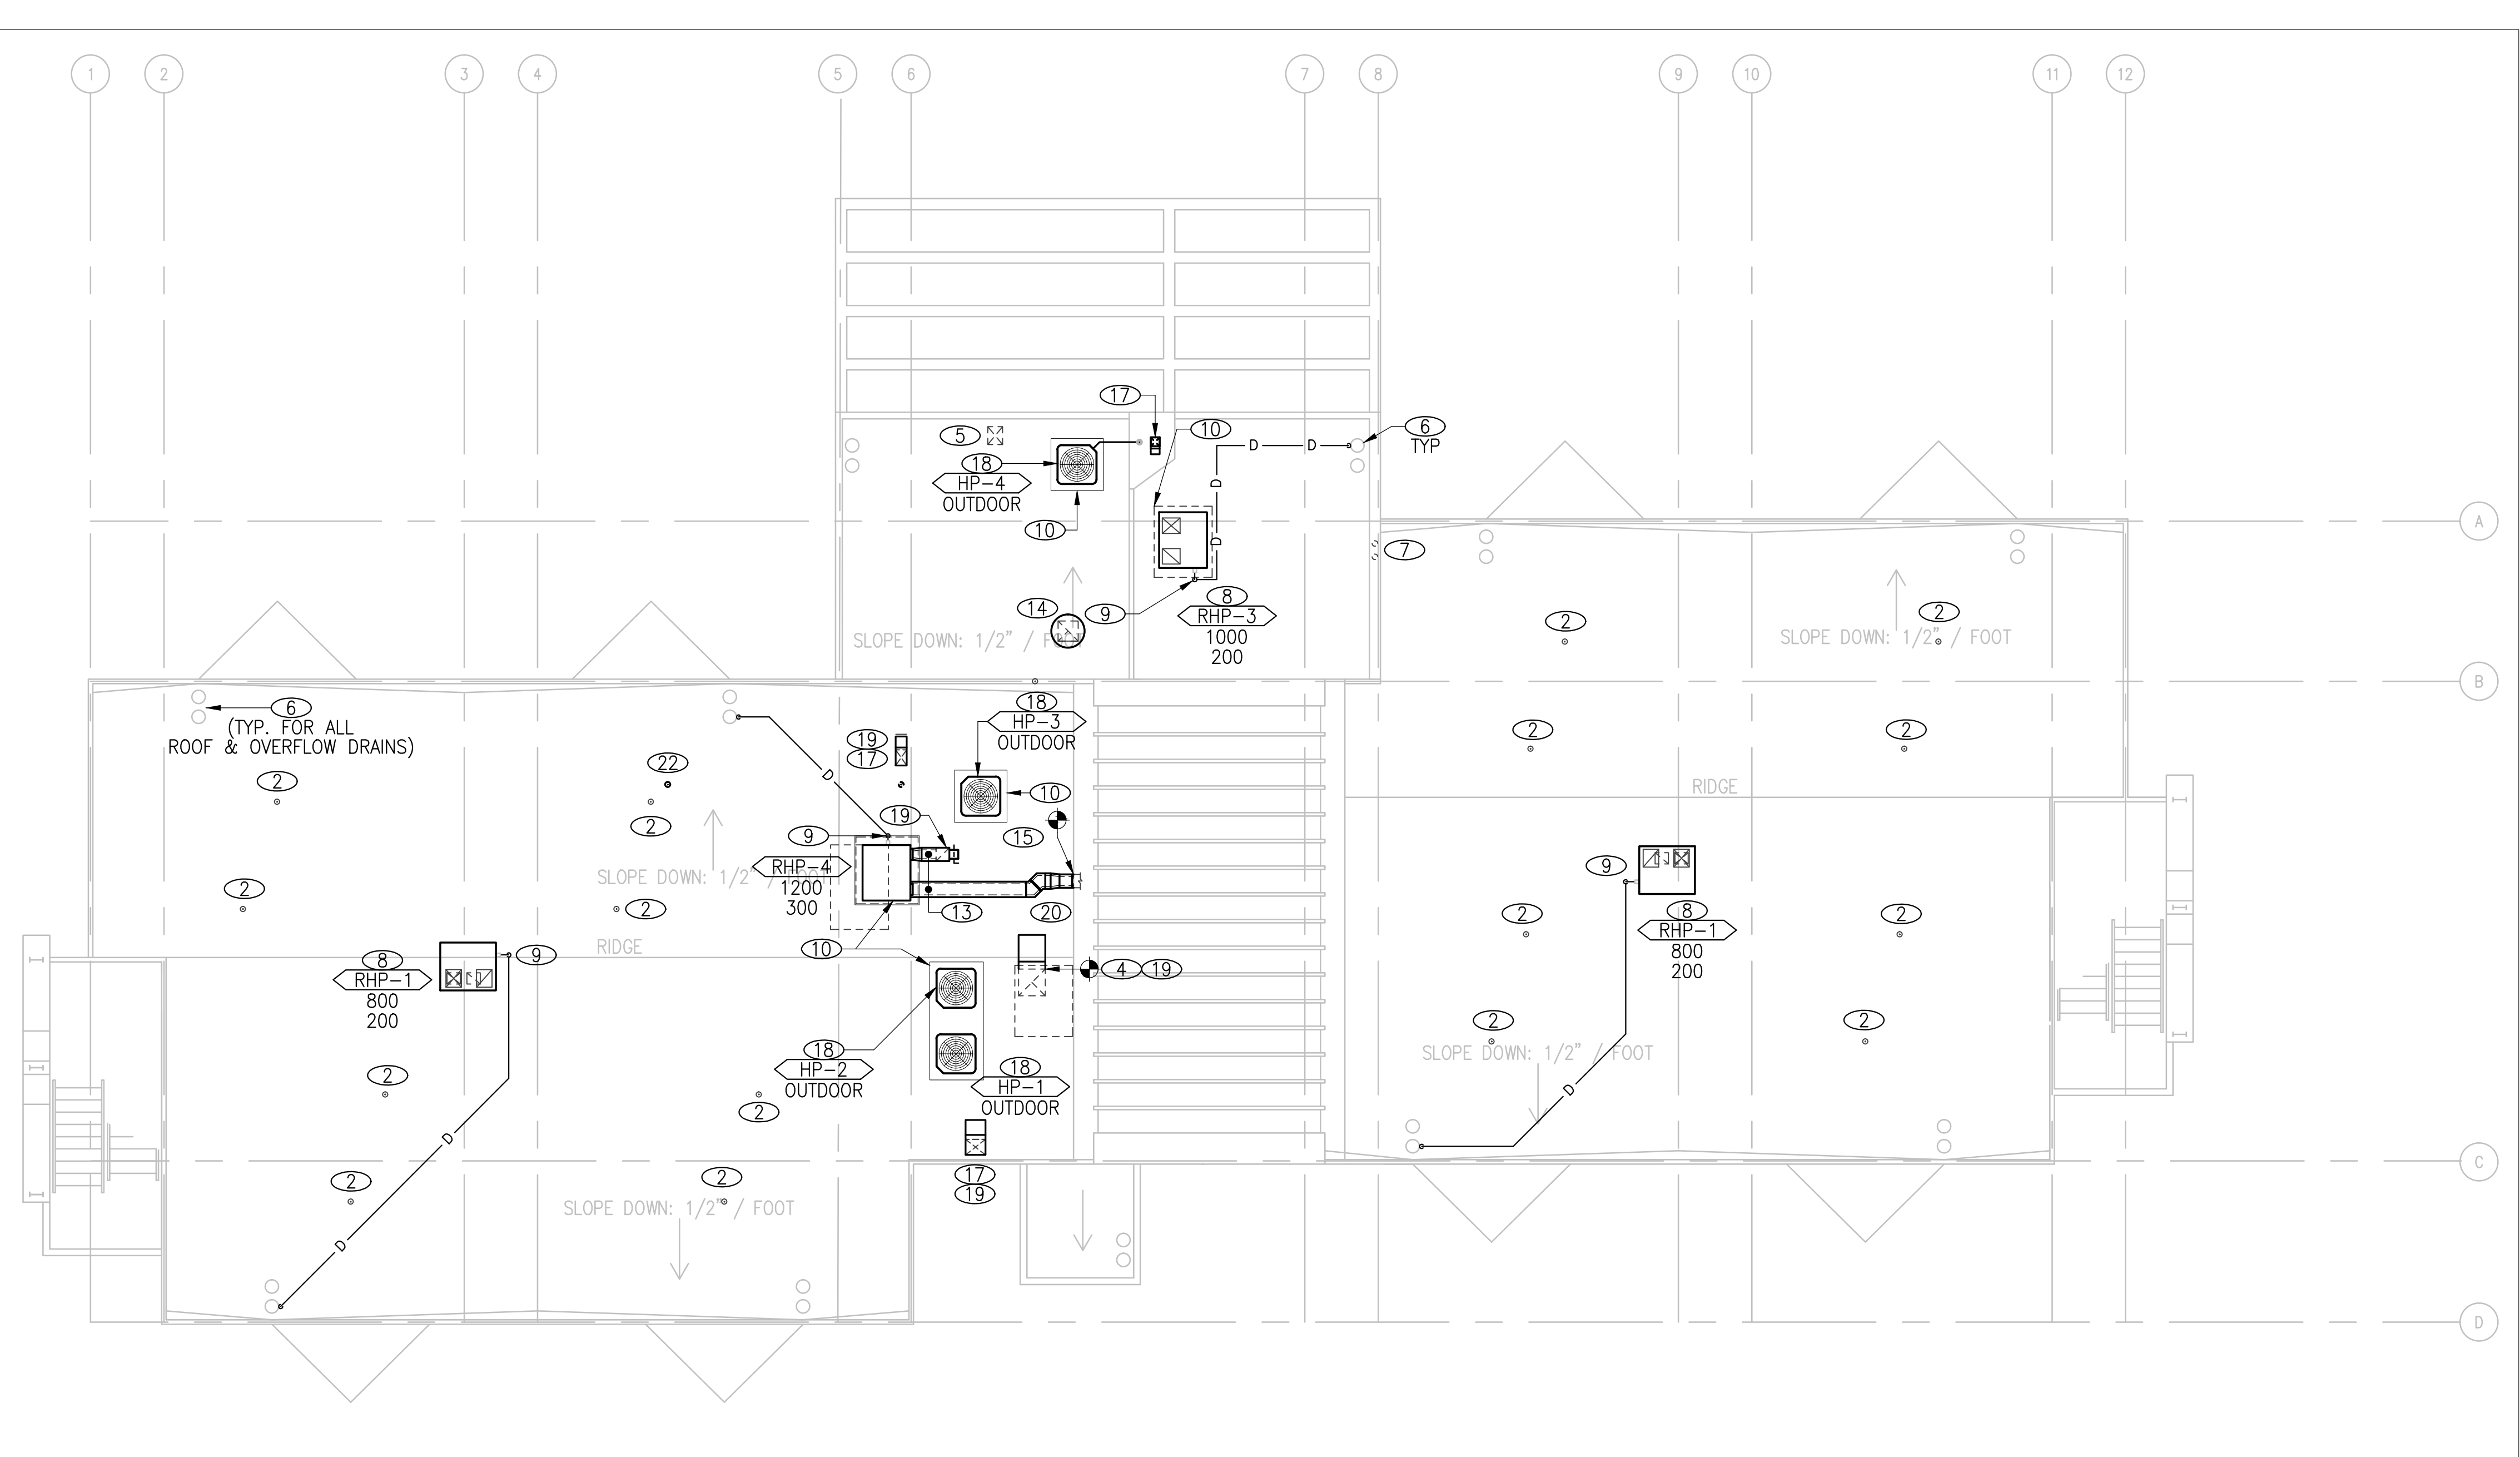 1 2 3 4 5 6 7 8 9 10 11 12
17
5
10
6
TYP
D D
18
HP-4
OUTDOOR
D
10
A
D
7
9
14
8
RHP-3
1000
200
2
2
SLOPE DOWN: 1/2" / FOOT
SLOPE DOWN: 1/2" / FOOT
B
6
(TYP. FOR ALL
ROOF & OVERFLOW DRAINS)
18
HP-3
OUTDOOR
19
17
22
2
2
2
D
RIDGE
10
19
2
9
15
RHP-4
1200
300
SLOPE DOWN: 1/2" / FOOT
9
2
2
13
20
8
RHP-1
800
200
2
2
RIDGE
10
9
8
RHP-1
800
200
4 19
2
2
18
HP-2
OUTDOOR
18
HP-1
OUTDOOR
SLOPE DOWN: 1/2" / FOOT
2
2
D
D
17
19
C
2
2
SLOPE DOWN: 1/2" / FOOT
D
D